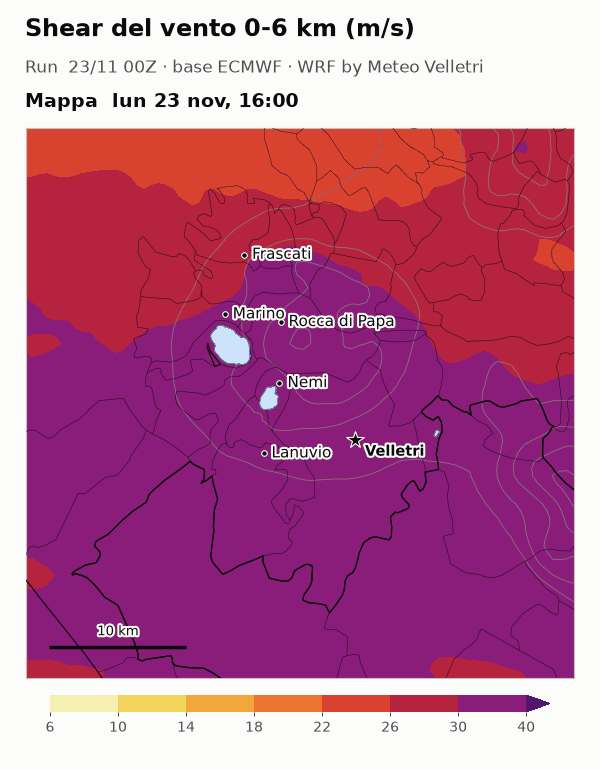 Shear del vento 0-6 km (m/s)
Run  23/11 00Z · base ECMWF · WRF by Meteo Velletri
Mappa  lun 23 nov, 16:00
Frascati
Marino
Rocca di Papa
Nemi
Velletri
Lanuvio
10 km
6 10 14 18 22 26 30 40